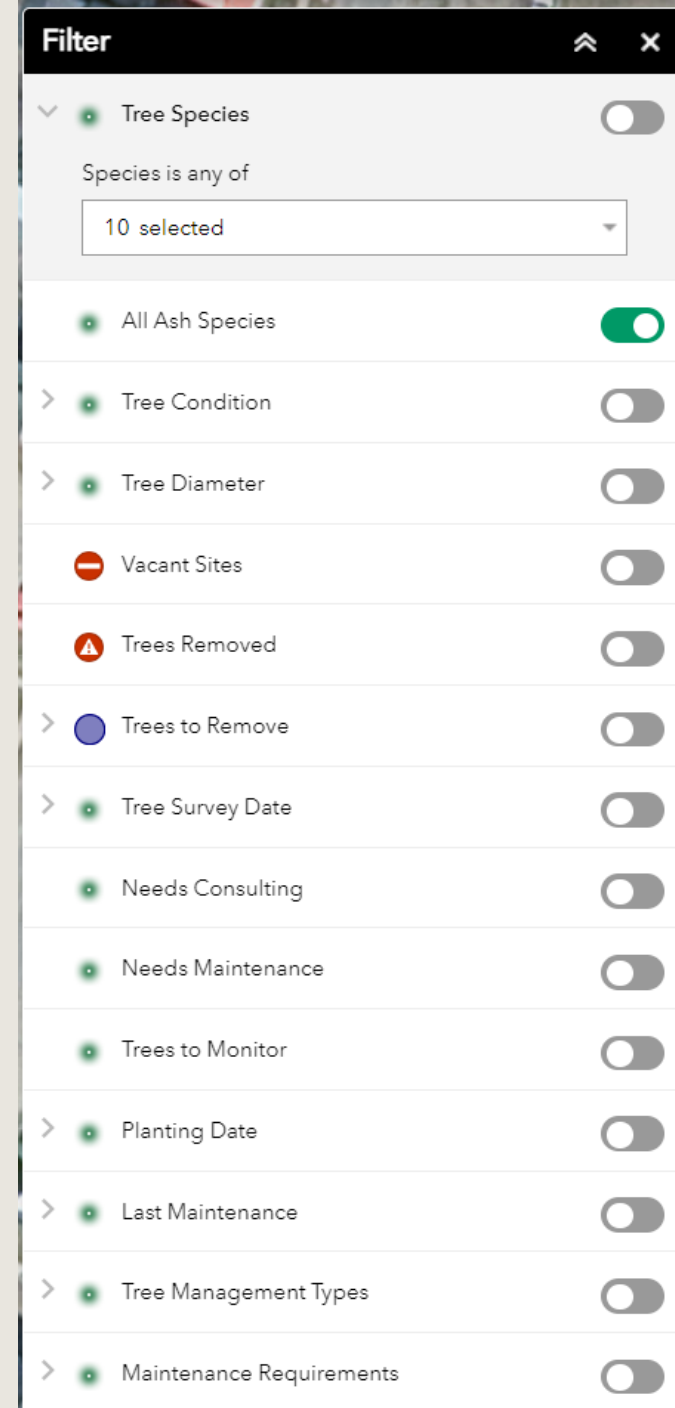 Filter
Tree Species
Species is any of
10 selected
All Ash Species
Tree Condition
Tree Diameter
Vacant Sites
Trees Removed
Trees to Remove
Tree Survey Date
Needs Consulting
Needs Maintenance
Trees to Monitor
Planting Date
Last Maintenance
Tree Management Types
Maintenance Requirements